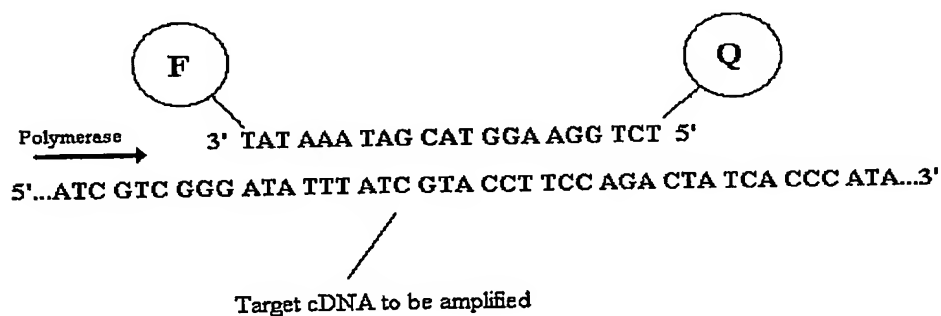 F
Q
Polymerase
3' TAT AAA TAG CAT GGA AGG TCT 5'
5'...ATC GTC GGG ATA TTT ATC GTA CCT TCC AGA CTA TCA CCC ATA...3'
Target cDNA to be amplified